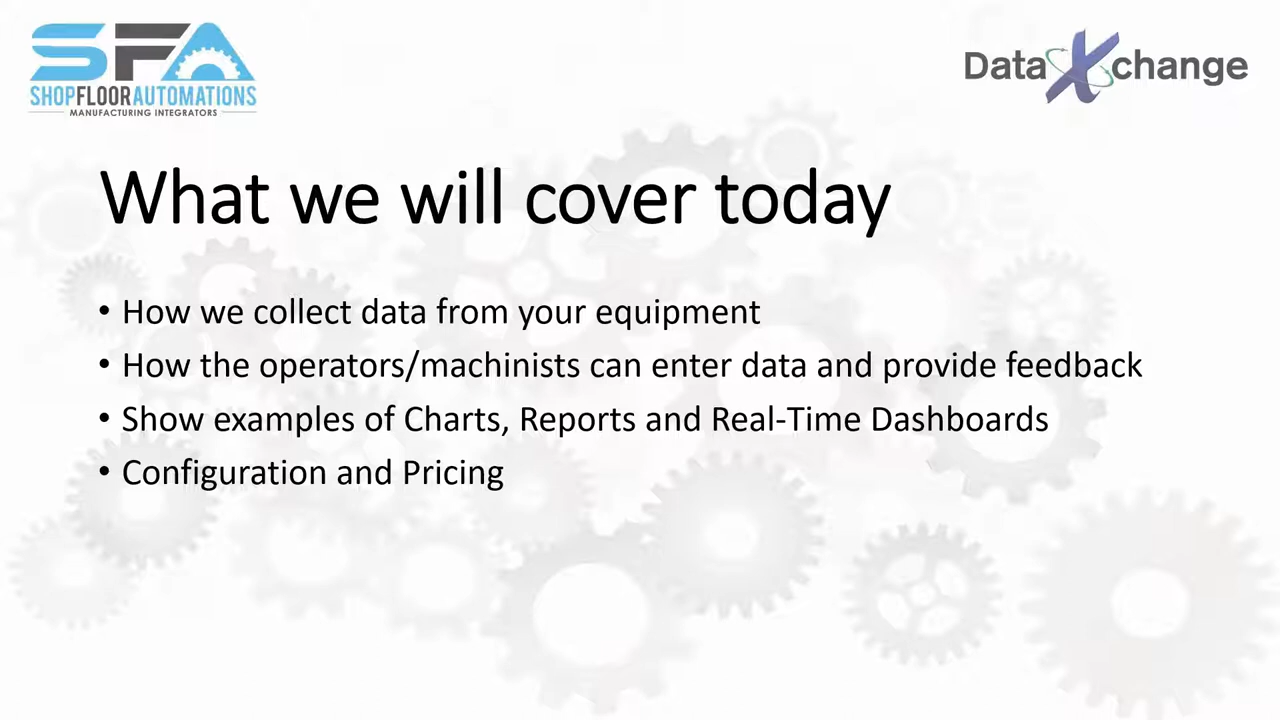 SFA
SHOPFLOORAUTOMATIONS
MANUFACTURING INTEGRATORS
DataXchange
What we will cover today
• How we collect data from your equipment
• How the operators/machinists can enter data and provide feedback
• Show examples of Charts, Reports and Real-Time Dashboards
• Configuration and Pricing